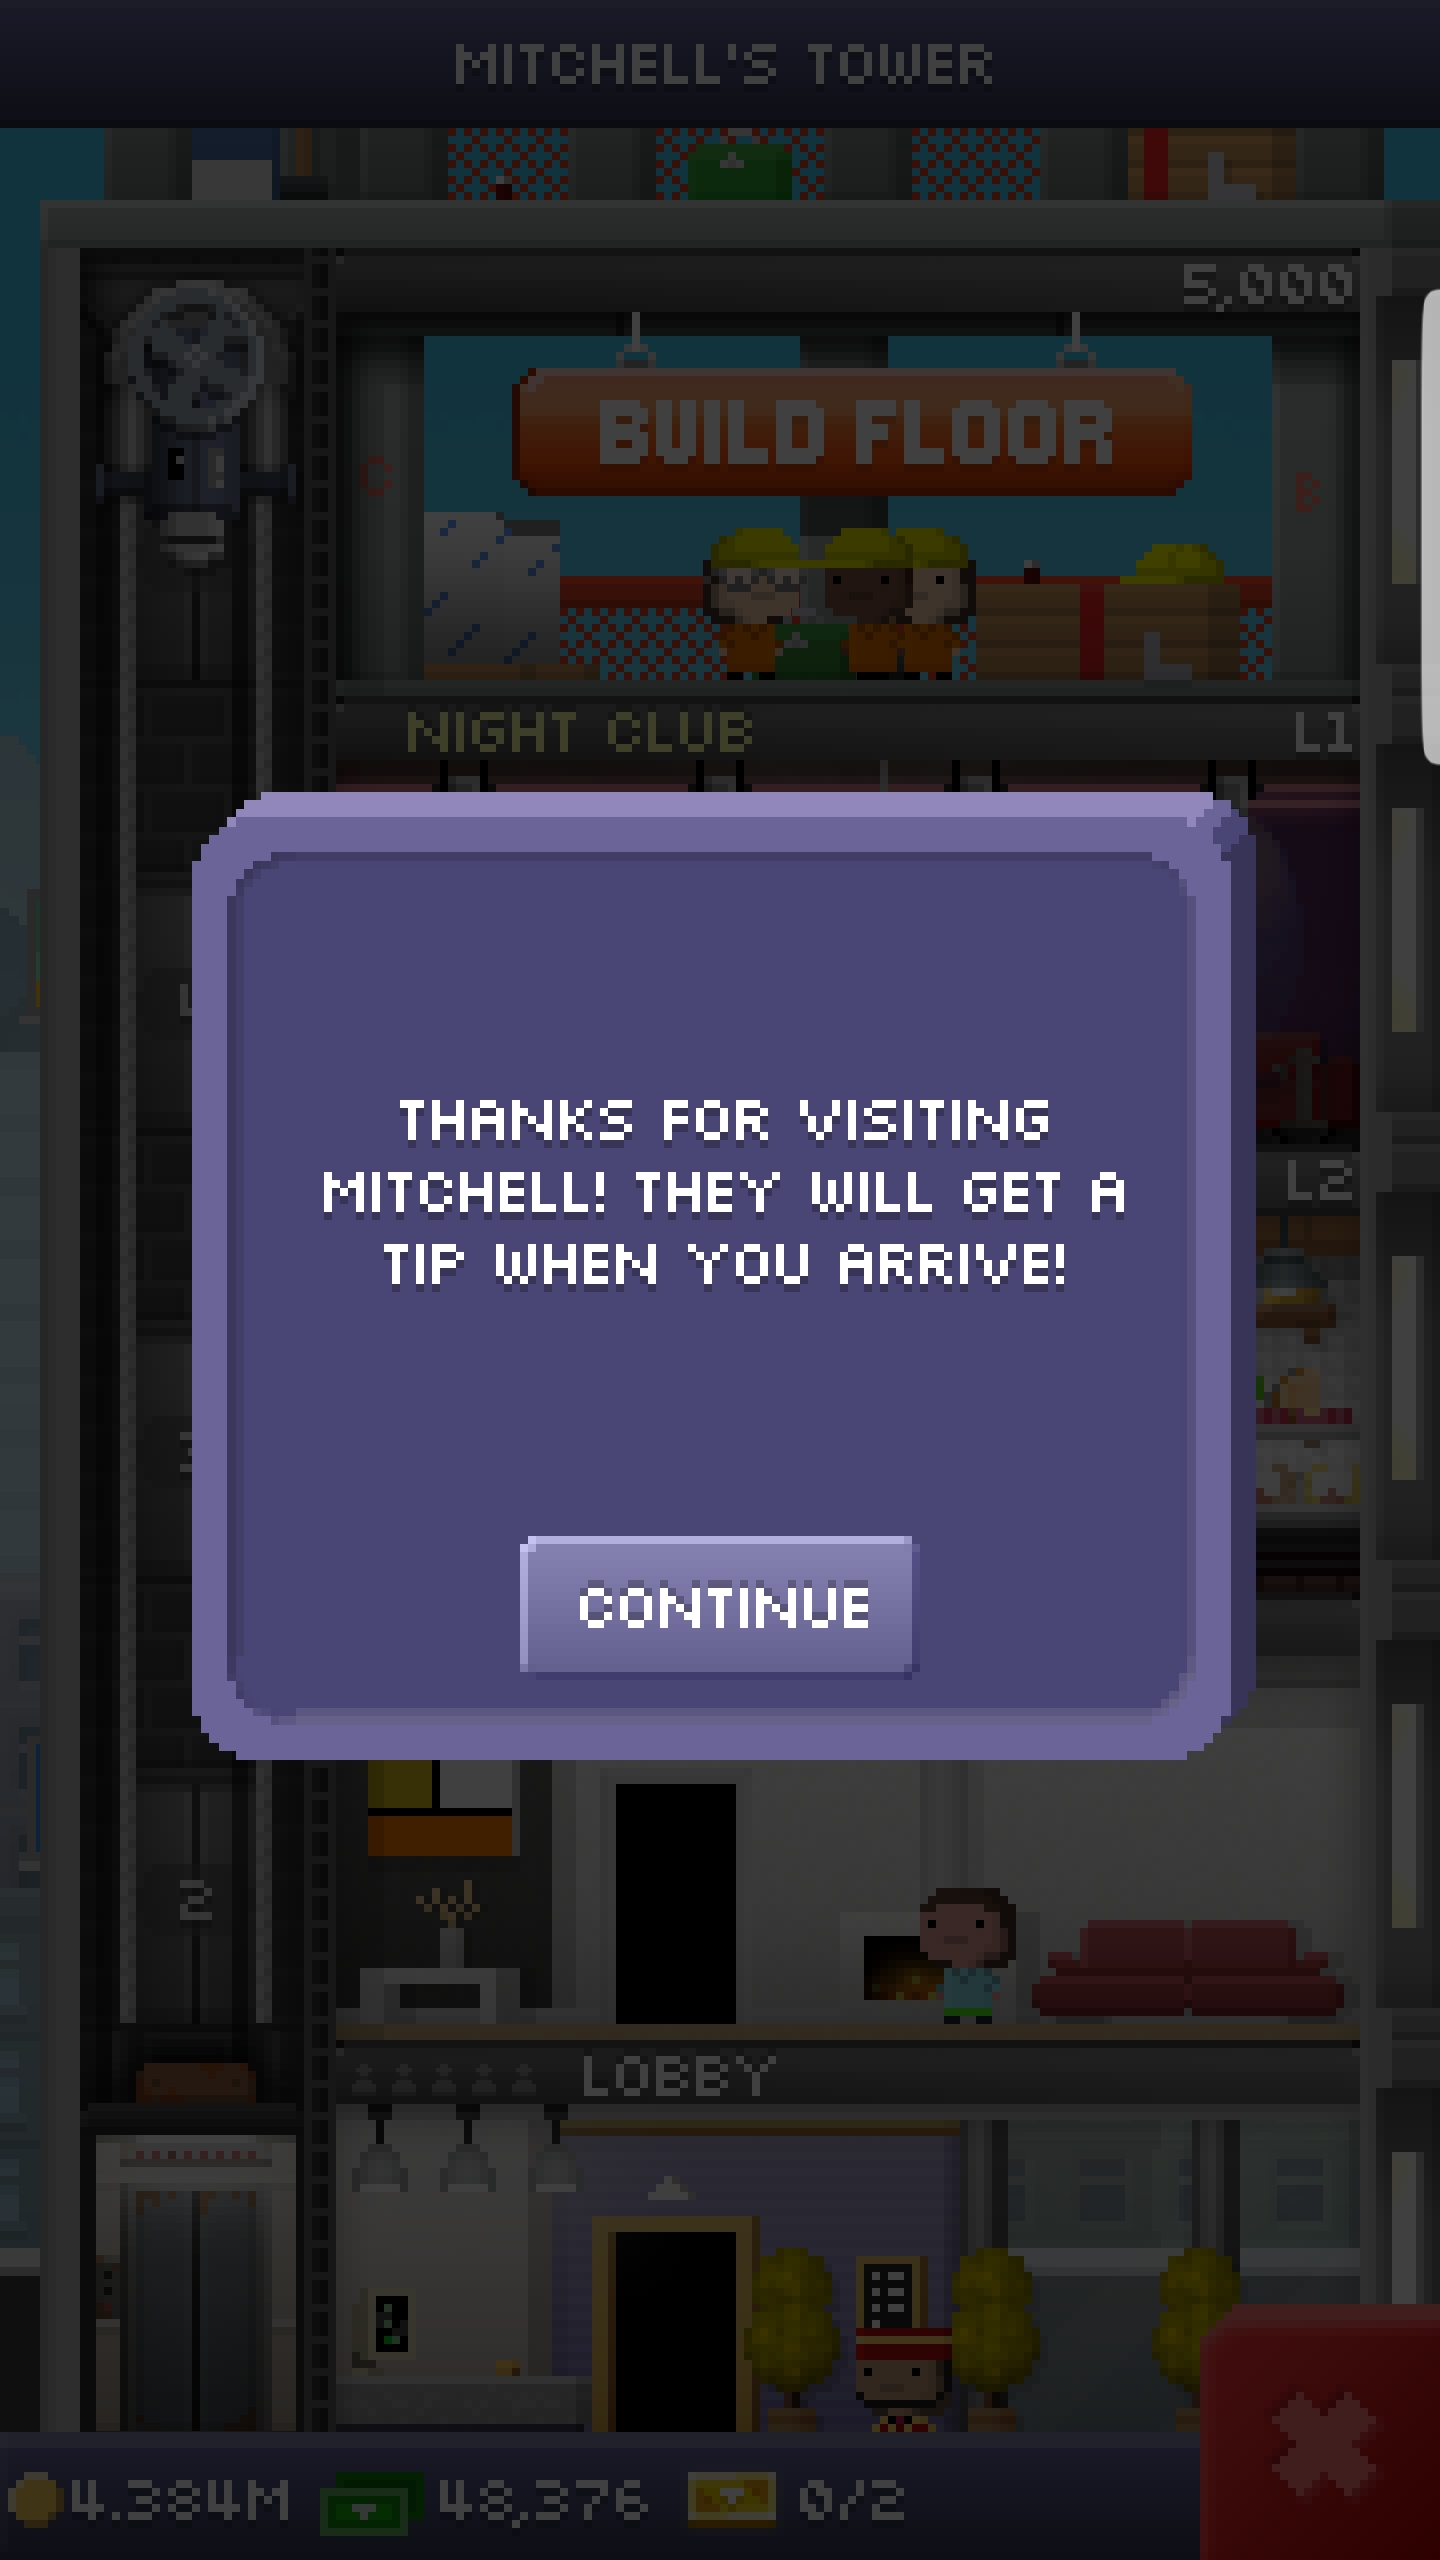 MITCHELL'S TOWER
5,000
BUILD FLOOR
C
B
NIGHT CLUB
L1
L2
THANKS FOR VISITING
MITCHELL! THEY WILL GET A
TIP WHEN YOU ARRIVE!
CONTINUE
2
LOBBY
4.384M
48,376
0/2